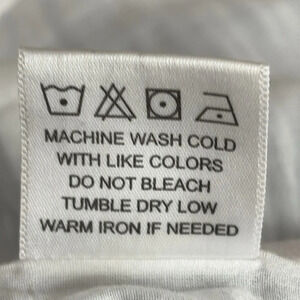 MACHINE WASH COLD
WITH LIKE COLORS
DO NOT BLEACH
TUMBLE DRY LOW
WARM IRON IF NEEDED